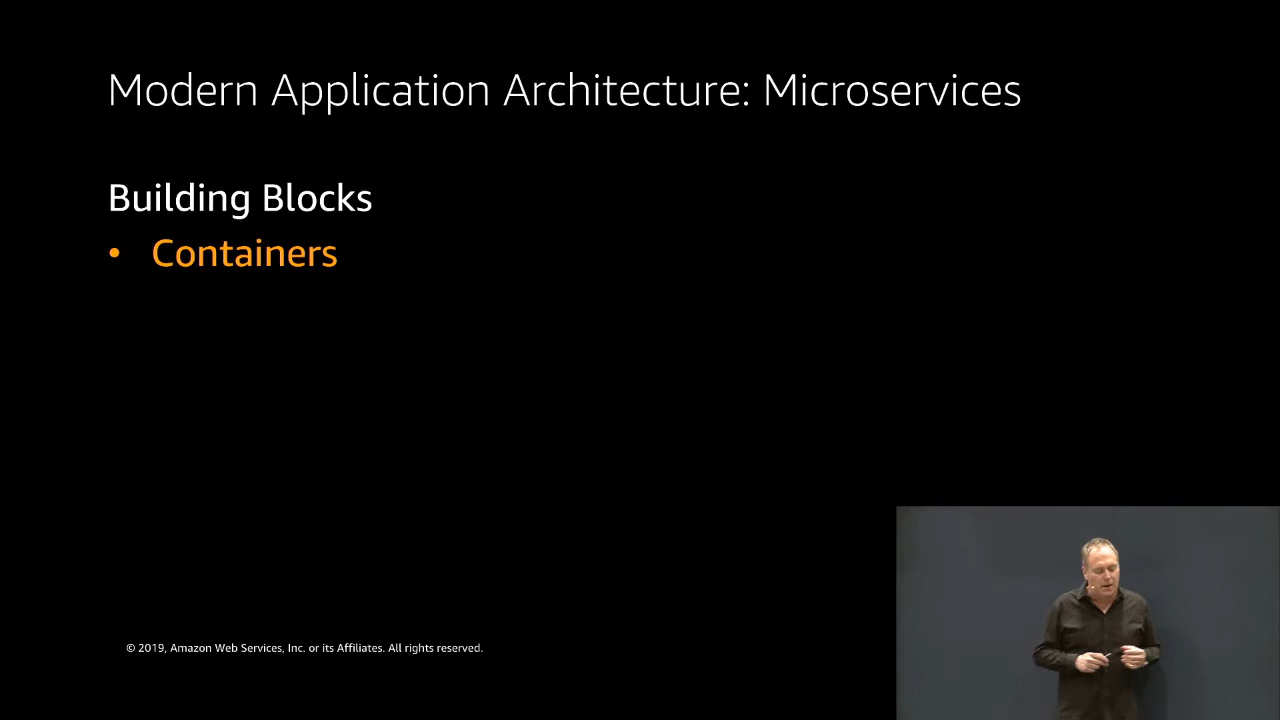 Modern Application Architecture: Microservices
Building Blocks
• Containers
© 2019, Amazon Web Services, Inc. or its Affiliates. All rights reserved.